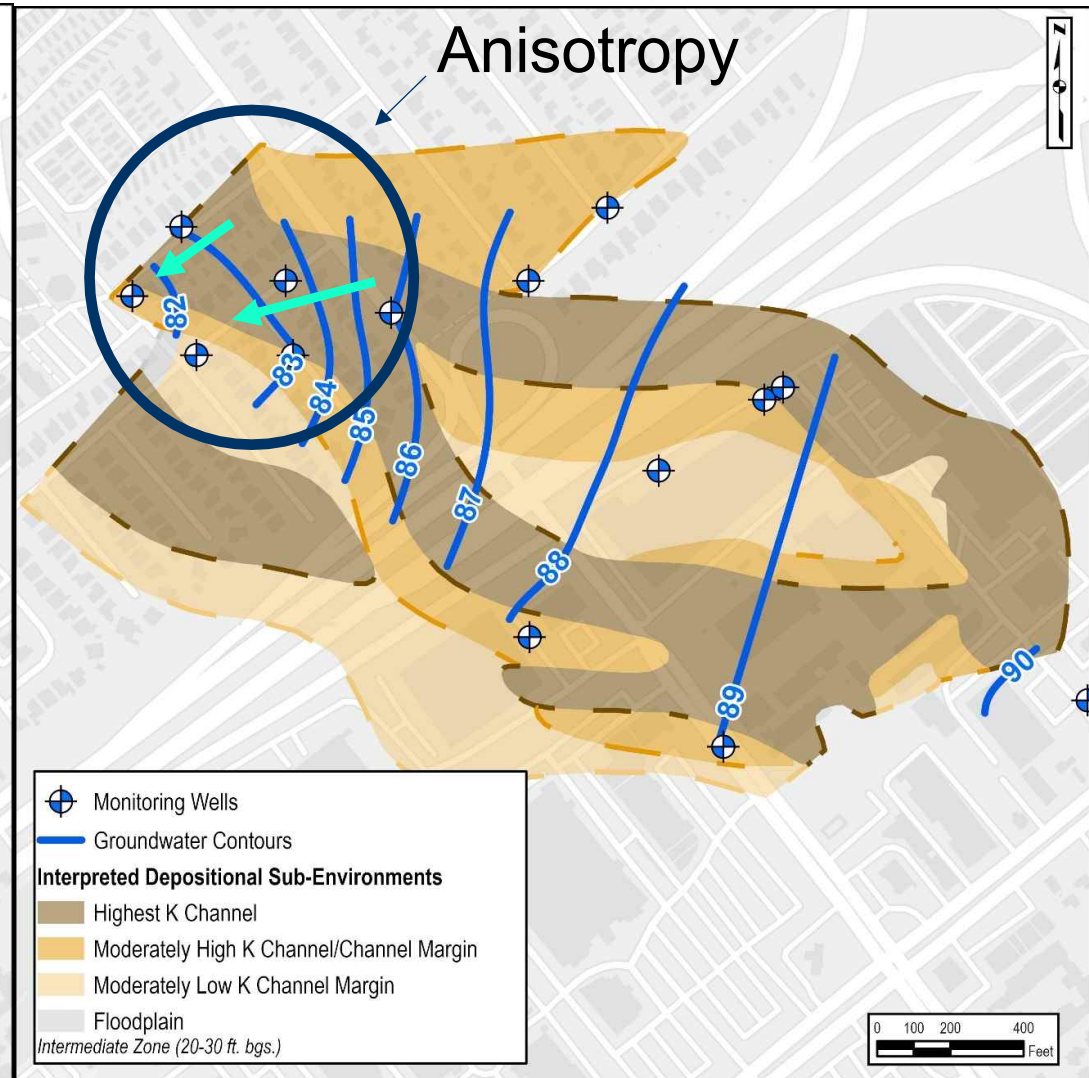 Anisotropy
N
82
83
84
85
86
87
88
89
90
Monitoring Wells
Groundwater Contours
Interpreted Depositional Sub-Environments
Highest K Channel
Moderately High K Channel/Channel Margin
Moderately Low K Channel Margin
Floodplain
Intermediate Zone (20-30 ft. bgs.)
0 100 200 400
Feet